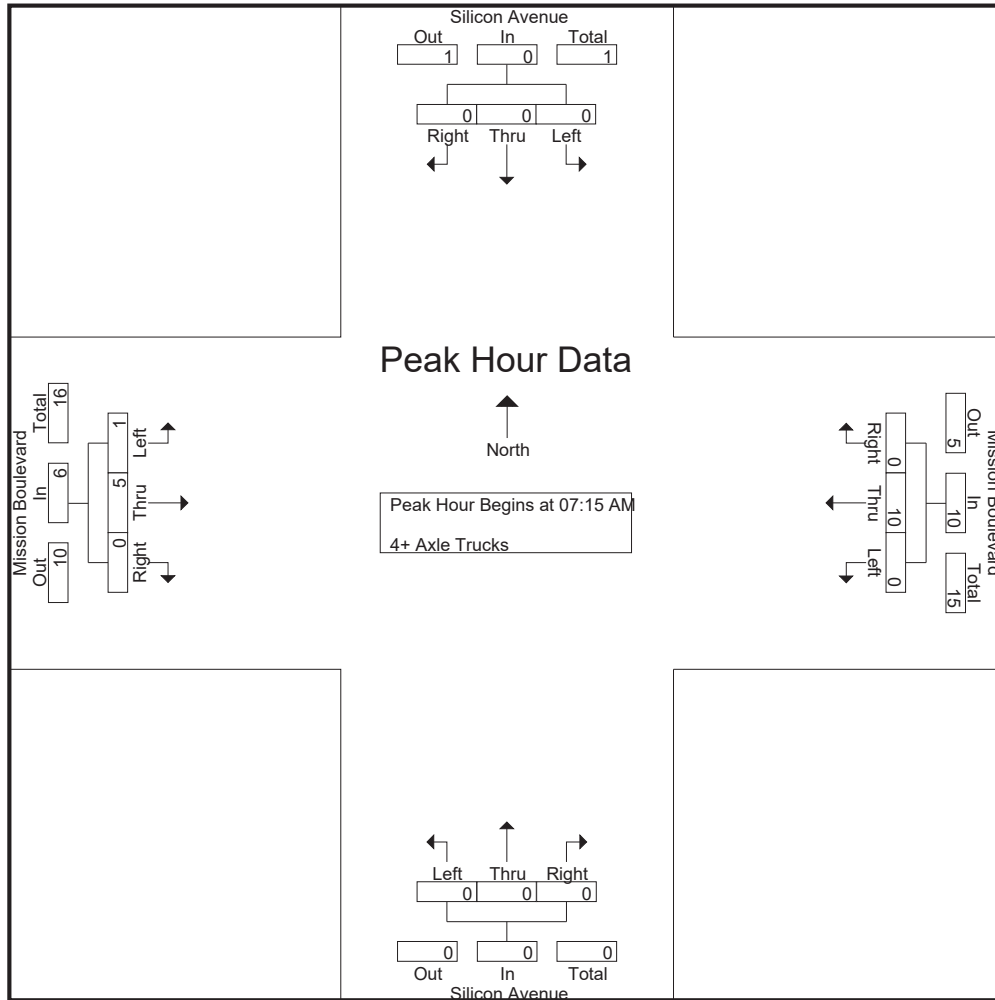 Silicon Avenue
Out In Total
1 0 1
0 0 0
Right Thru Left
Peak Hour Data
North
Peak Hour Begins at 07:15 AM
4+ Axle Trucks
Mission Boulevard
Out In Total
10 6 16
1 5 0
Left Thru Right
Mission Boulevard
Out In Total
5 10 15
0 10 0
Right Thru Left
Left Thru Right
0 0 0
0 0 0
Out In Total
Silicon Avenue